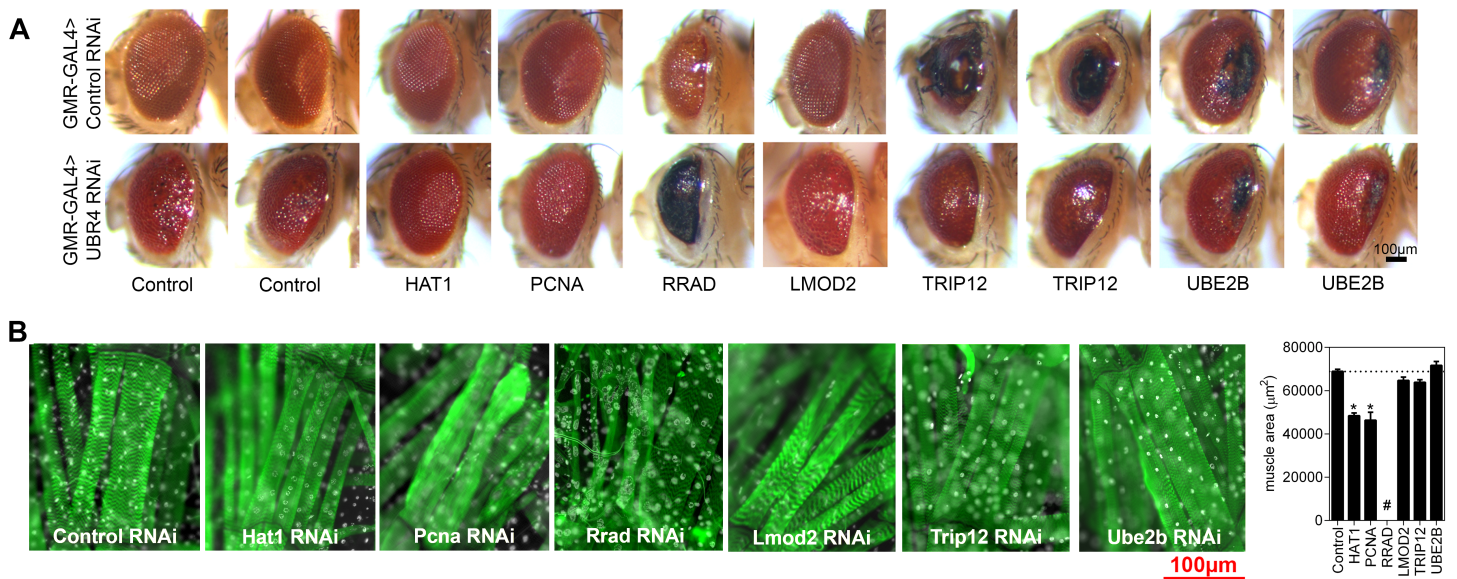 A
GMR-GAL4>
Control RNAi
GMR-GAL4>
UBR4 RNAi
100µm
Control
Control
HAT1
PCNA
RRAD
LMOD2
TRIP12
TRIP12
UBE2B
UBE2B
B
Control RNAi
Hat1 RNAi
Pcna RNAi
Rrad RNAi
Lmod2 RNAi
Trip12 RNAi
Ube2b RNAi
100µm
muscle area (µm²)
80000
60000
40000
20000
0
* *
#
Control
HAT1
PCNA
RRAD
LMOD2
TRIP12
UBE2B